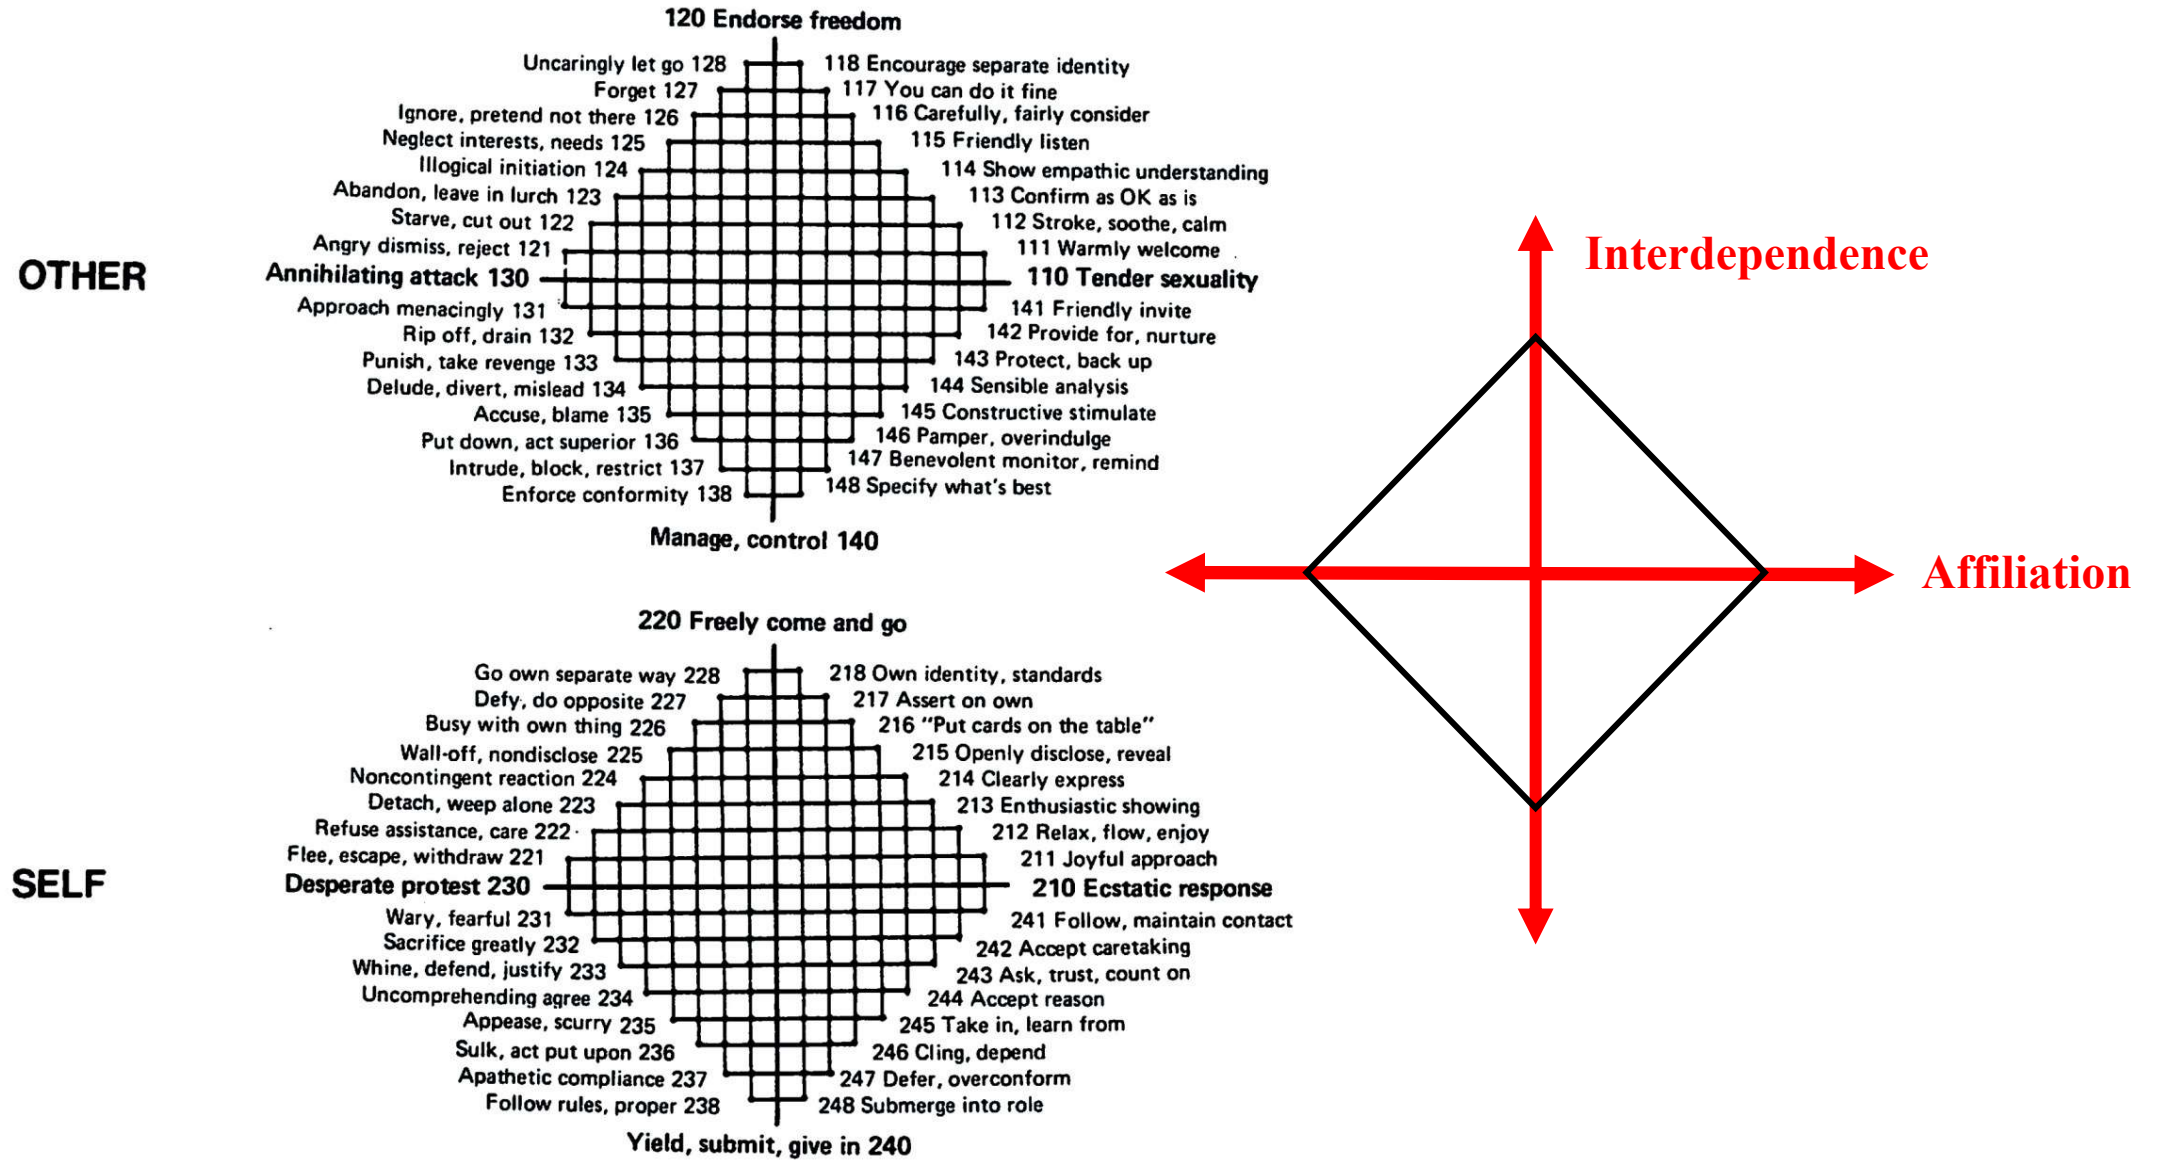 120 Endorse freedom
Uncaringly let go 128
118 Encourage separate identity
Forget 127
117 You can do it fine
Ignore, pretend not there 126
116 Carefully, fairly consider
Neglect interests, needs 125
115 Friendly listen
Illogical initiation 124
114 Show empathic understanding
Abandon, leave in lurch 123
113 Confirm as OK as is
Starve, cut out 122
112 Stroke, soothe, calm
Angry dismiss, reject 121
111 Warmly welcome
OTHER
Annihilating attack 130
110 Tender sexuality
Approach menacingly 131
141 Friendly invite
Rip off, drain 132
142 Provide for, nurture
Punish, take revenge 133
143 Protect, back up
Delude, divert, mislead 134
144 Sensible analysis
Accuse, blame 135
145 Constructive stimulate
Put down, act superior 136
146 Pamper, overindulge
Intrude, block, restrict 137
147 Benevolent monitor, remind
Enforce conformity 138
148 Specify what's best
Manage, control 140
220 Freely come and go
Go own separate way 228
218 Own identity, standards
Defy, do opposite 227
217 Assert on own
Busy with own thing 226
216 "Put cards on the table"
Wall-off, nondisclose 225
215 Openly disclose, reveal
Noncontingent reaction 224
214 Clearly express
Detach, weep alone 223
213 Enthusiastic showing
Refuse assistance, care 222
212 Relax, flow, enjoy
Flee, escape, withdraw 221
211 Joyful approach
SELF
Desperate protest 230
210 Ecstatic response
Wary, fearful 231
241 Follow, maintain contact
Sacrifice greatly 232
242 Accept caretaking
Whine, defend, justify 233
243 Ask, trust, count on
Uncomprehending agree 234
244 Accept reason
Appease, scurry 235
245 Take in, learn from
Sulk, act put upon 236
246 Cling, depend
Apathetic compliance 237
247 Defer, overconform
Follow rules, proper 238
248 Submerge into role
Yield, submit, give in 240
Interdependence
Affiliation